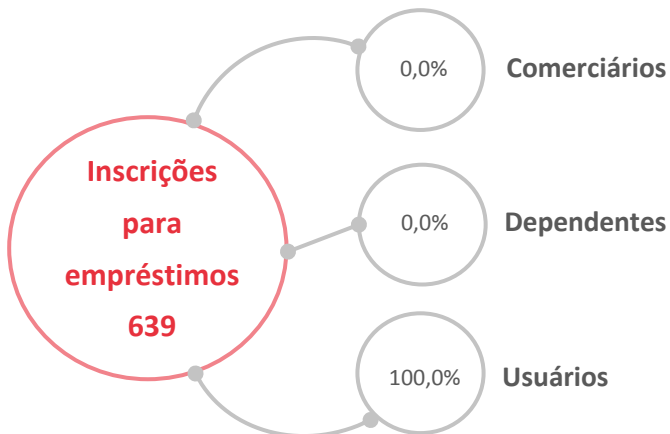 Inscrições
para
empréstimos
639
0,0%
Comerciários
0,0%
Dependentes
100,0%
Usuários